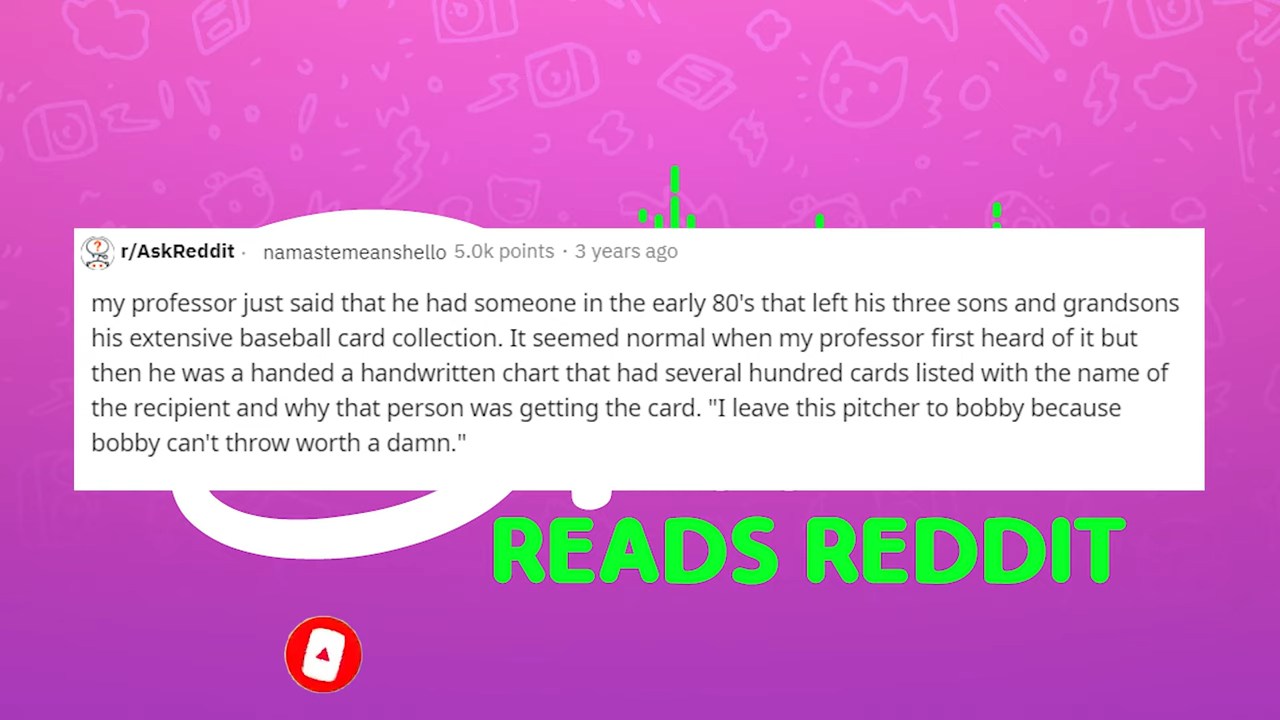 r/AskReddit · namastemeanshello 5.0k points · 3 years ago
my professor just said that he had someone in the early 80's that left his three sons and grandsons
his extensive baseball card collection. It seemed normal when my professor first heard of it but
then he was a handed a handwritten chart that had several hundred cards listed with the name of
the recipient and why that person was getting the card. "I leave this pitcher to bobby because
bobby can't throw worth a damn."
READS REDDIT